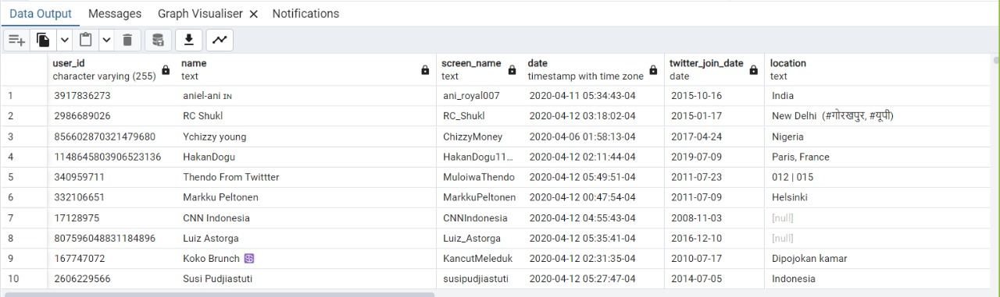 Data Output Messages Graph Visualiser Notifications
user_id name screen_name date twitter_join_date location
character varying (255) text text timestamp with time zone date text
1 3917836273 aniel-ani ɪɴ ani_royal007 2020-04-11 05:34:43-04 2015-10-16 India
2 2986689026 RC Shukl RC_Shukl 2020-04-12 03:18:02-04 2015-01-17 New Delhi (#गोरखपुर, #यूपी)
3 856602870321479680 Ychizzy young ChizzyMoney 2020-04-06 01:58:13-04 2017-04-24 Nigeria
4 1148645803906523136 HakanDogu HakanDogu11... 2020-04-12 02:11:44-04 2019-07-09 Paris, France
5 340959711 Thendo From Twittter MuloiwaThendo 2020-04-12 05:49:51-04 2011-07-23 012 | 015
6 332106651 Markku Peltonen MarkkuPeltonen 2020-04-12 00:47:54-04 2011-07-09 Helsinki
7 17128975 CNN Indonesia CNNIndonesia 2020-04-12 04:55:43-04 2008-11-03 [null]
8 807596048831184896 Luiz Astorga Luiz_Astorga 2020-04-12 05:35:41-04 2016-12-10 [null]
9 167747072 Koko Brunch ♋ KancutMeleduk 2020-04-12 02:31:35-04 2010-07-17 Dipojokan kamar
10 2606229566 Susi Pudjiastuti susipudjiastuti 2020-04-12 05:27:47-04 2014-07-05 Indonesia